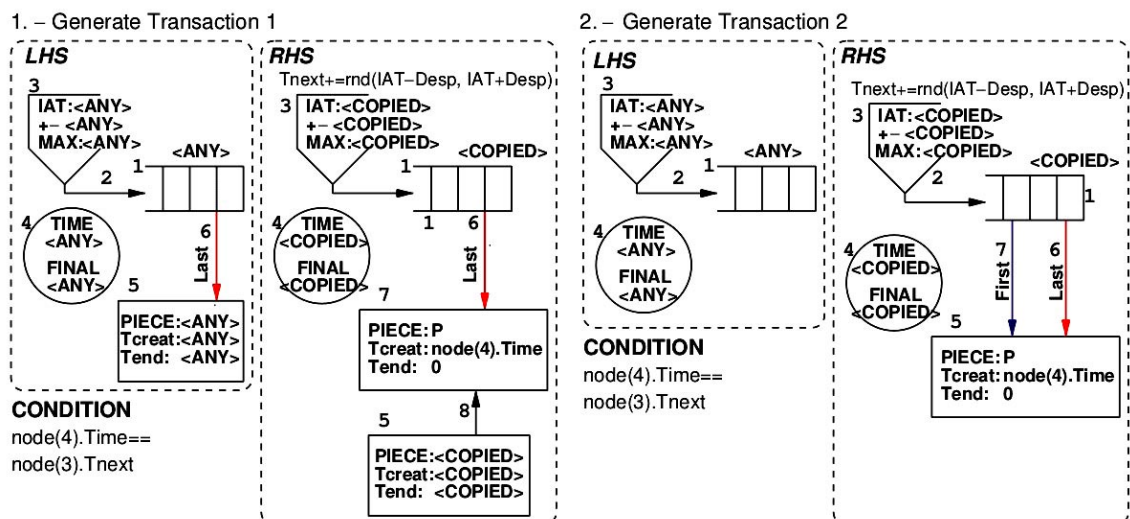 1. – Generate Transaction 1
LHS
3
IAT:<ANY>
+– <ANY>
MAX:<ANY>
<ANY>
1
2
4
TIME
<ANY>
FINAL
<ANY>
6
Last
5
PIECE:<ANY>
Tcreat:<ANY>
Tend: <ANY>
CONDITION
node(4).Time==
node(3).Tnext
RHS
Tnext+=rnd(IAT–Desp, IAT+Desp)
3
IAT:<COPIED>
+– <COPIED>
MAX:<COPIED>
<COPIED>
1
2
1
6
4
TIME
<COPIED>
FINAL
<COPIED>
Last
7
PIECE:P
Tcreat:node(4).Time
Tend: 0
8
5
PIECE:<COPIED>
Tcreat:<COPIED>
Tend: <COPIED>
2. – Generate Transaction 2
LHS
3
IAT:<ANY>
+– <ANY>
MAX:<ANY>
<ANY>
1
2
4
TIME
<ANY>
FINAL
<ANY>
CONDITION
node(4).Time==
node(3).Tnext
RHS
Tnext+=rnd(IAT–Desp, IAT+Desp)
3
IAT:<COPIED>
+– <COPIED>
MAX:<COPIED>
<COPIED>
2
1
4
TIME
<COPIED>
FINAL
<COPIED>
7
First
6
Last
5
PIECE:P
Tcreat:node(4).Time
Tend: 0